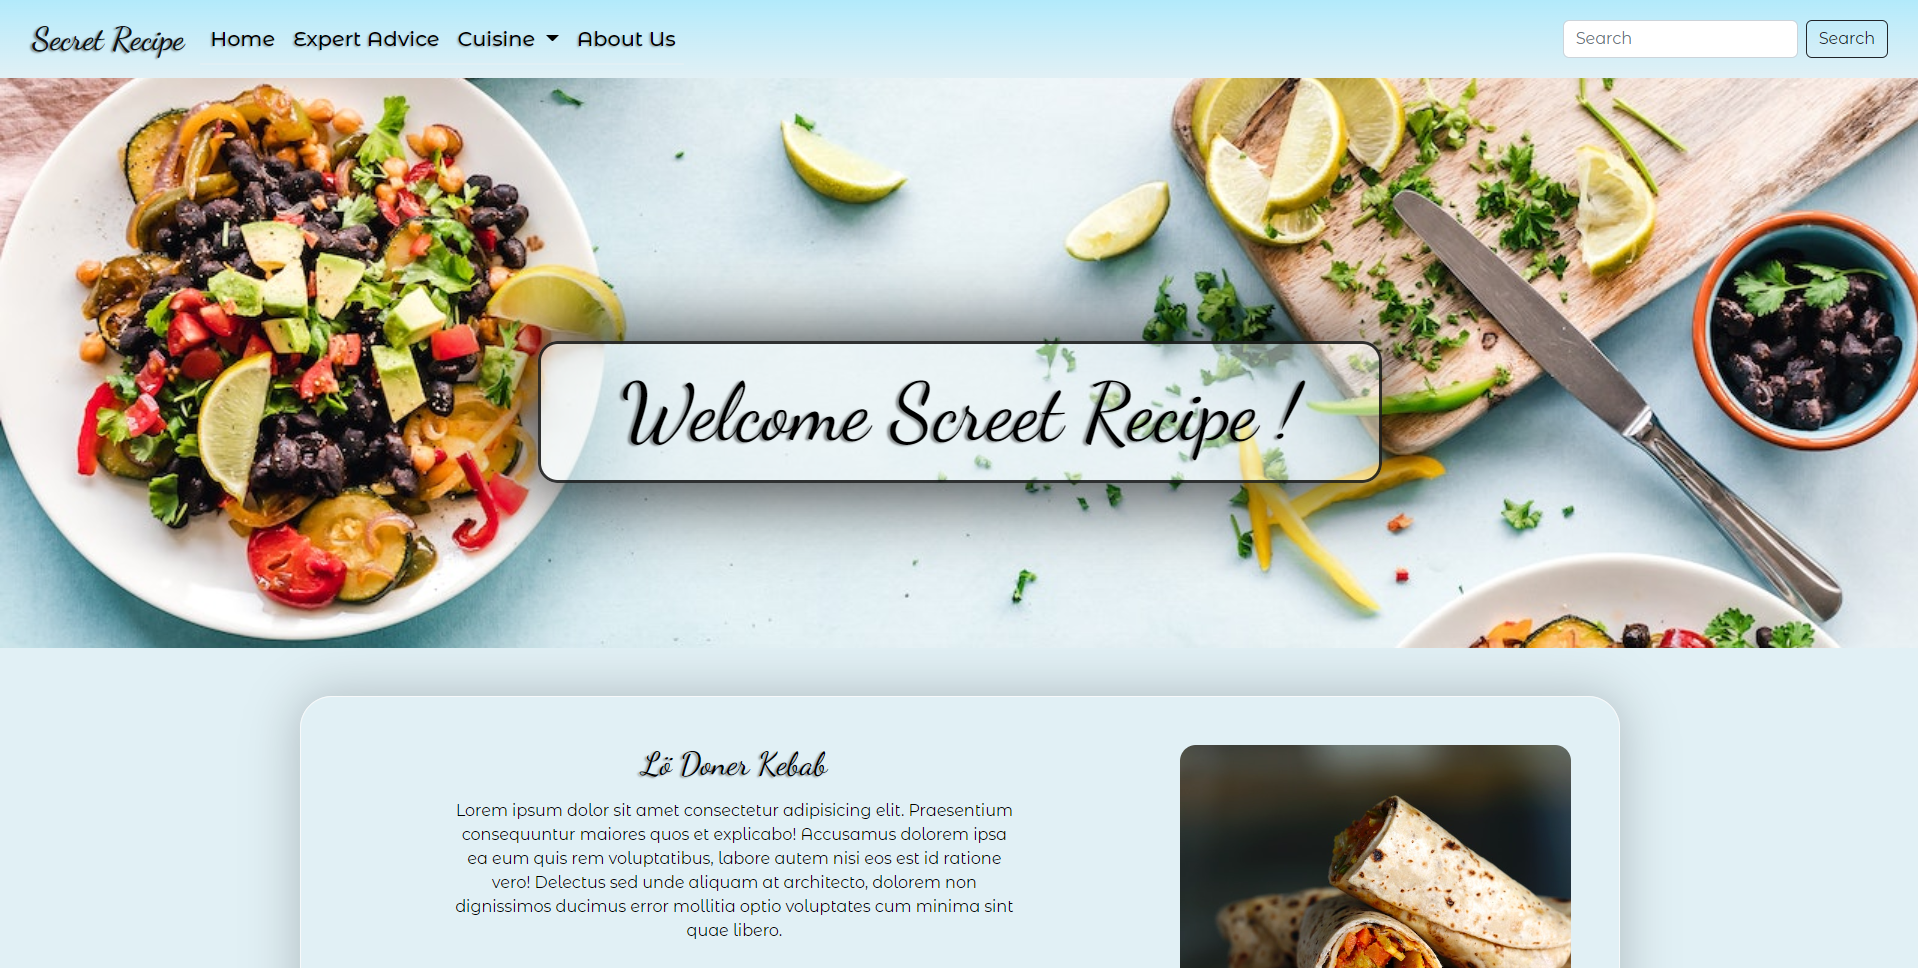 Secret Recipe
Home
Expert Advice
Cuisine
About Us
Search
Search
Welcome Screet Recipe !
Lö Doner Kebab
Lorem ipsum dolor sit amet consectetur adipisicing elit. Praesentium
consequuntur maiores quos et explicabo! Accusamus dolorem ipsa
ea eum quis rem voluptatibus, labore autem nisi eos est id ratione
vero! Delectus sed unde aliquam at architecto, dolorem non
dignissimos ducimus error mollitia optio voluptates cum minima sint
quae libero.